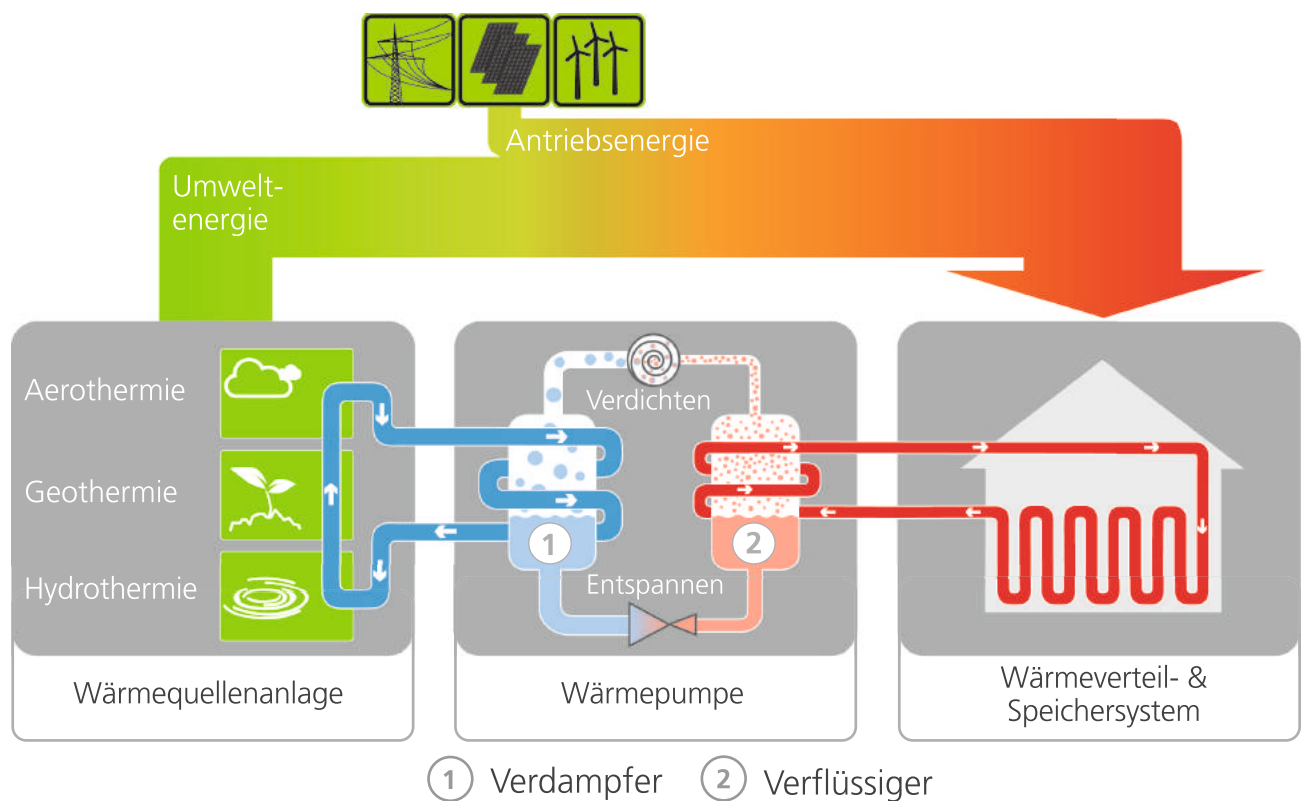 Antriebsenergie
Umwelt-
energie
Aerothermie
Geothermie
Hydrothermie
Verdichten
1
2
Entspannen
Wärmequellenanlage
Wärmepumpe
Wärmeverteil- &
Speichersystem
1 Verdampfer 2 Verflüssiger